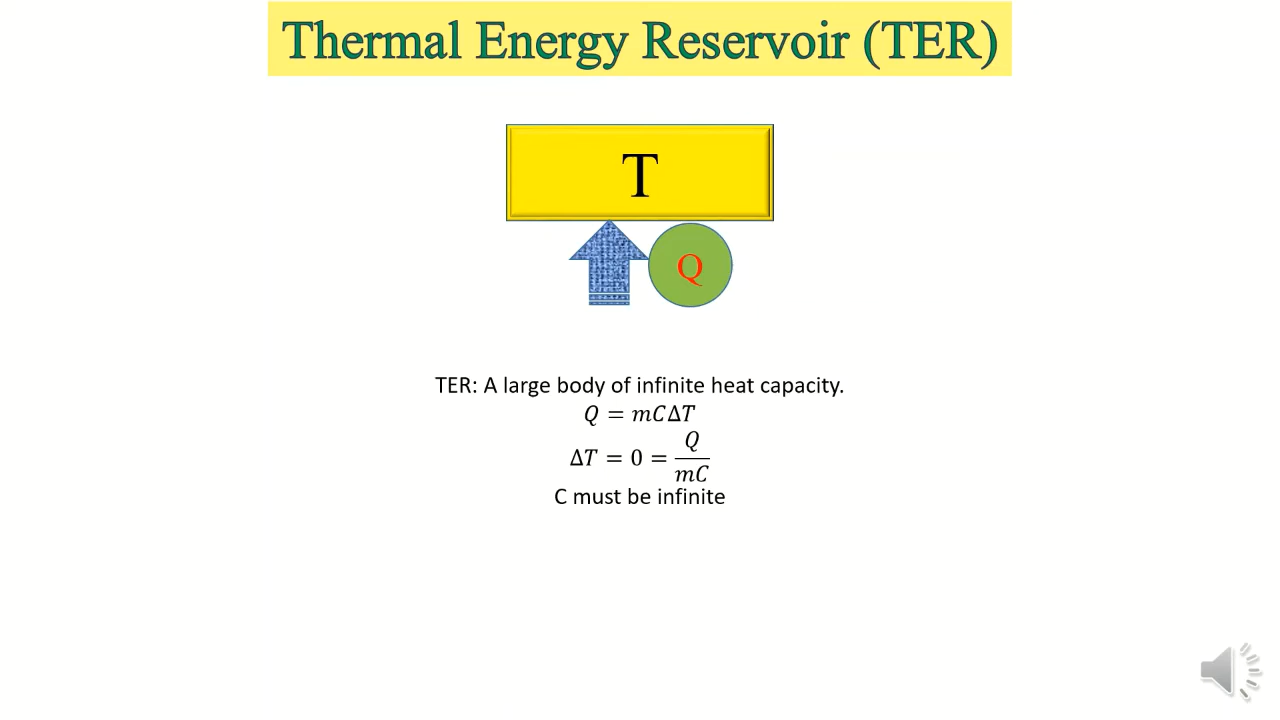 Thermal Energy Reservoir (TER)
T
Q
TER: A large body of infinite heat capacity.
𝑄 = 𝑚𝐶Δ𝑇
Δ𝑇 = 0 = 𝑄/𝑚𝐶
C must be infinite